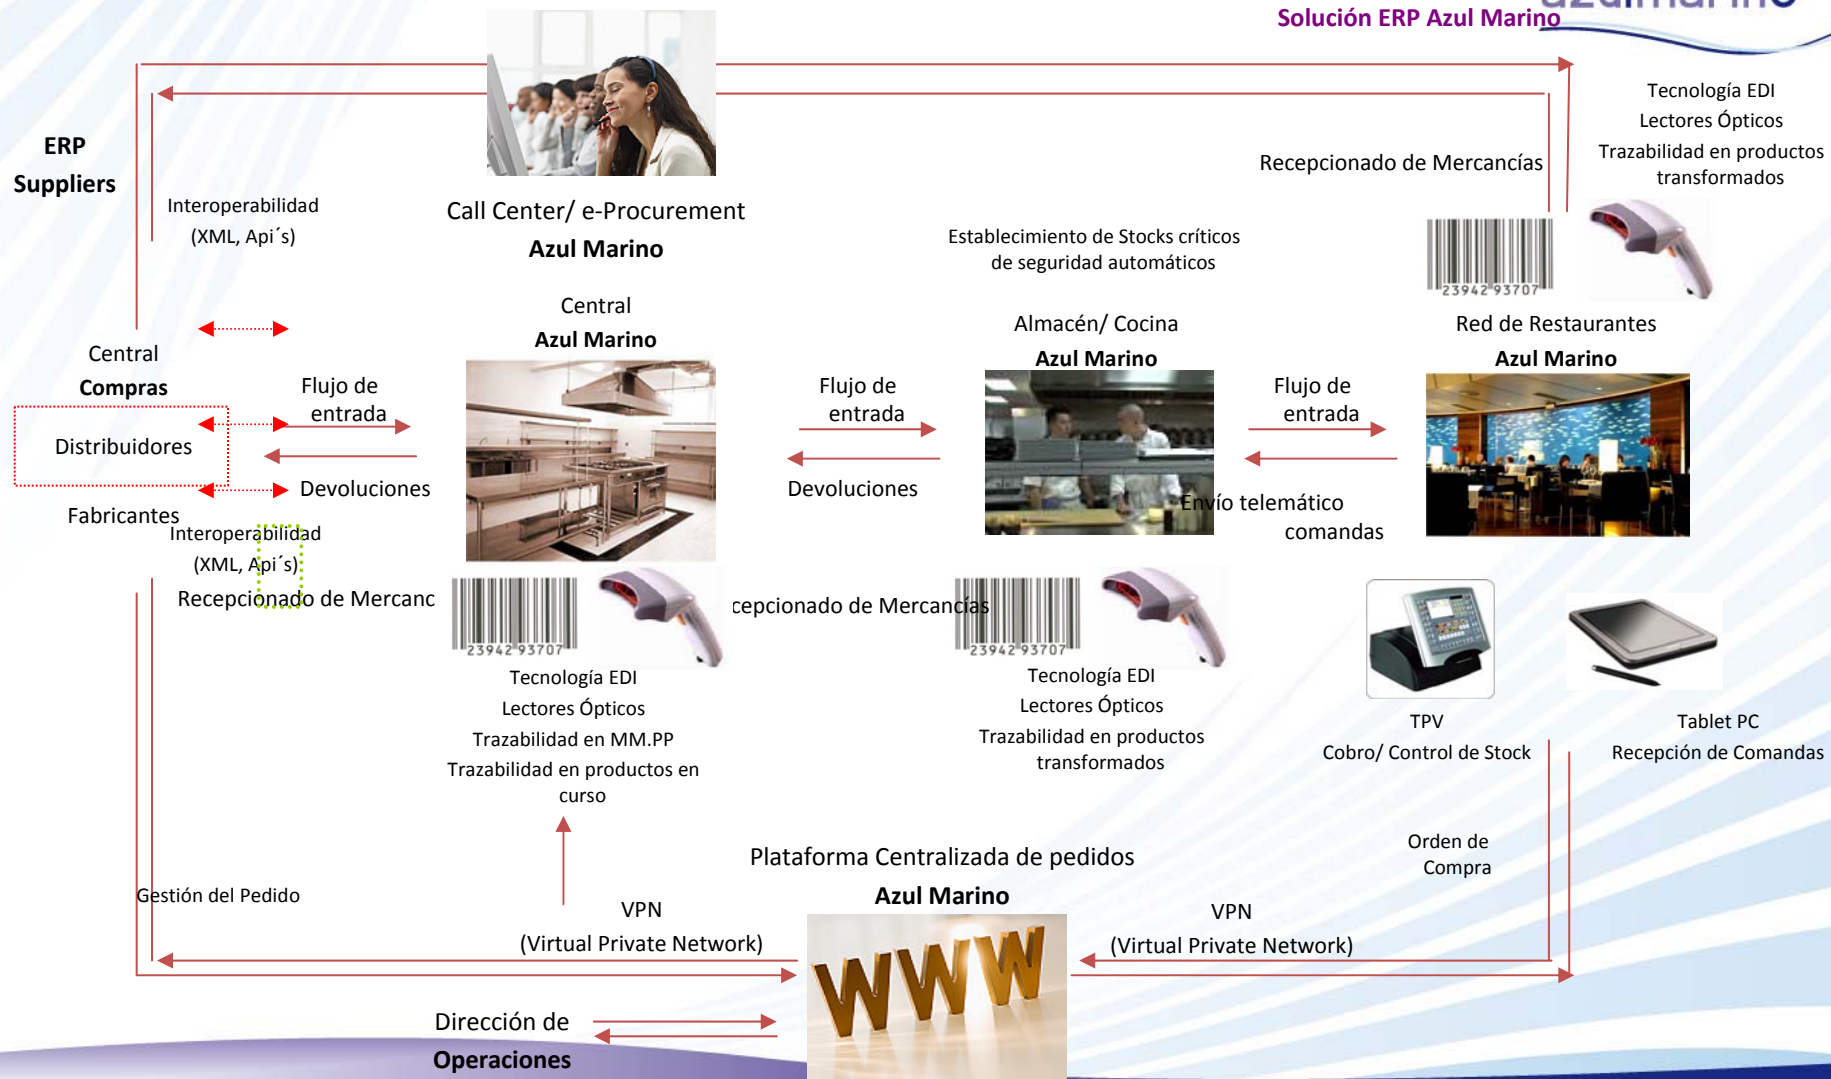 Solución ERP Azul Marino
azulmarino
Tecnología EDI
Lectores Ópticos
Trazabilidad en productos
transformados
ERP
Suppliers
Recepcionado de Mercancías
Interoperabilidad
(XML, Api´s)
Call Center/ e-Procurement
Azul Marino
Establecimiento de Stocks críticos
de seguridad automáticos
23942 93707
Central
Azul Marino
Almacén/ Cocina
Azul Marino
Red de Restaurantes
Azul Marino
Central
Compras
Distribuidores
Fabricantes
Flujo de
entrada
Devoluciones
Flujo de
entrada
Devoluciones
Flujo de
entrada
Envío telemático
comandas
Interoperabilidad
(XML, Api´s)
Recepcionado de Mercanc
23942 93707
cepcionado de Mercancías
23942 93707
Tecnología EDI
Lectores Ópticos
Trazabilidad en MM.PP
Trazabilidad en productos en
curso
Tecnología EDI
Lectores Ópticos
Trazabilidad en productos
transformados
TPV
Cobro/ Control de Stock
Tablet PC
Recepción de Comandas
Orden de
Compra
Plataforma Centralizada de pedidos
Azul Marino
Gestión del Pedido
VPN
(Virtual Private Network)
VPN
(Virtual Private Network)
WWW
Dirección de
Operaciones